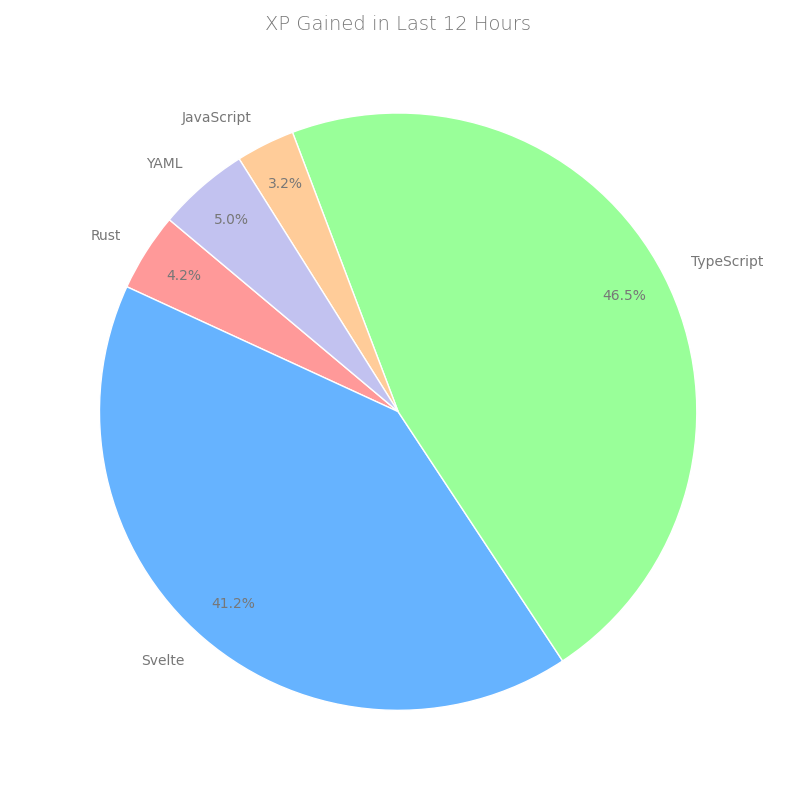 XP Gained in Last 12 Hours
JavaScript
YAML
3.2%
5.0%
Rust
TypeScript
4.2%
46.5%
41.2%
Svelte